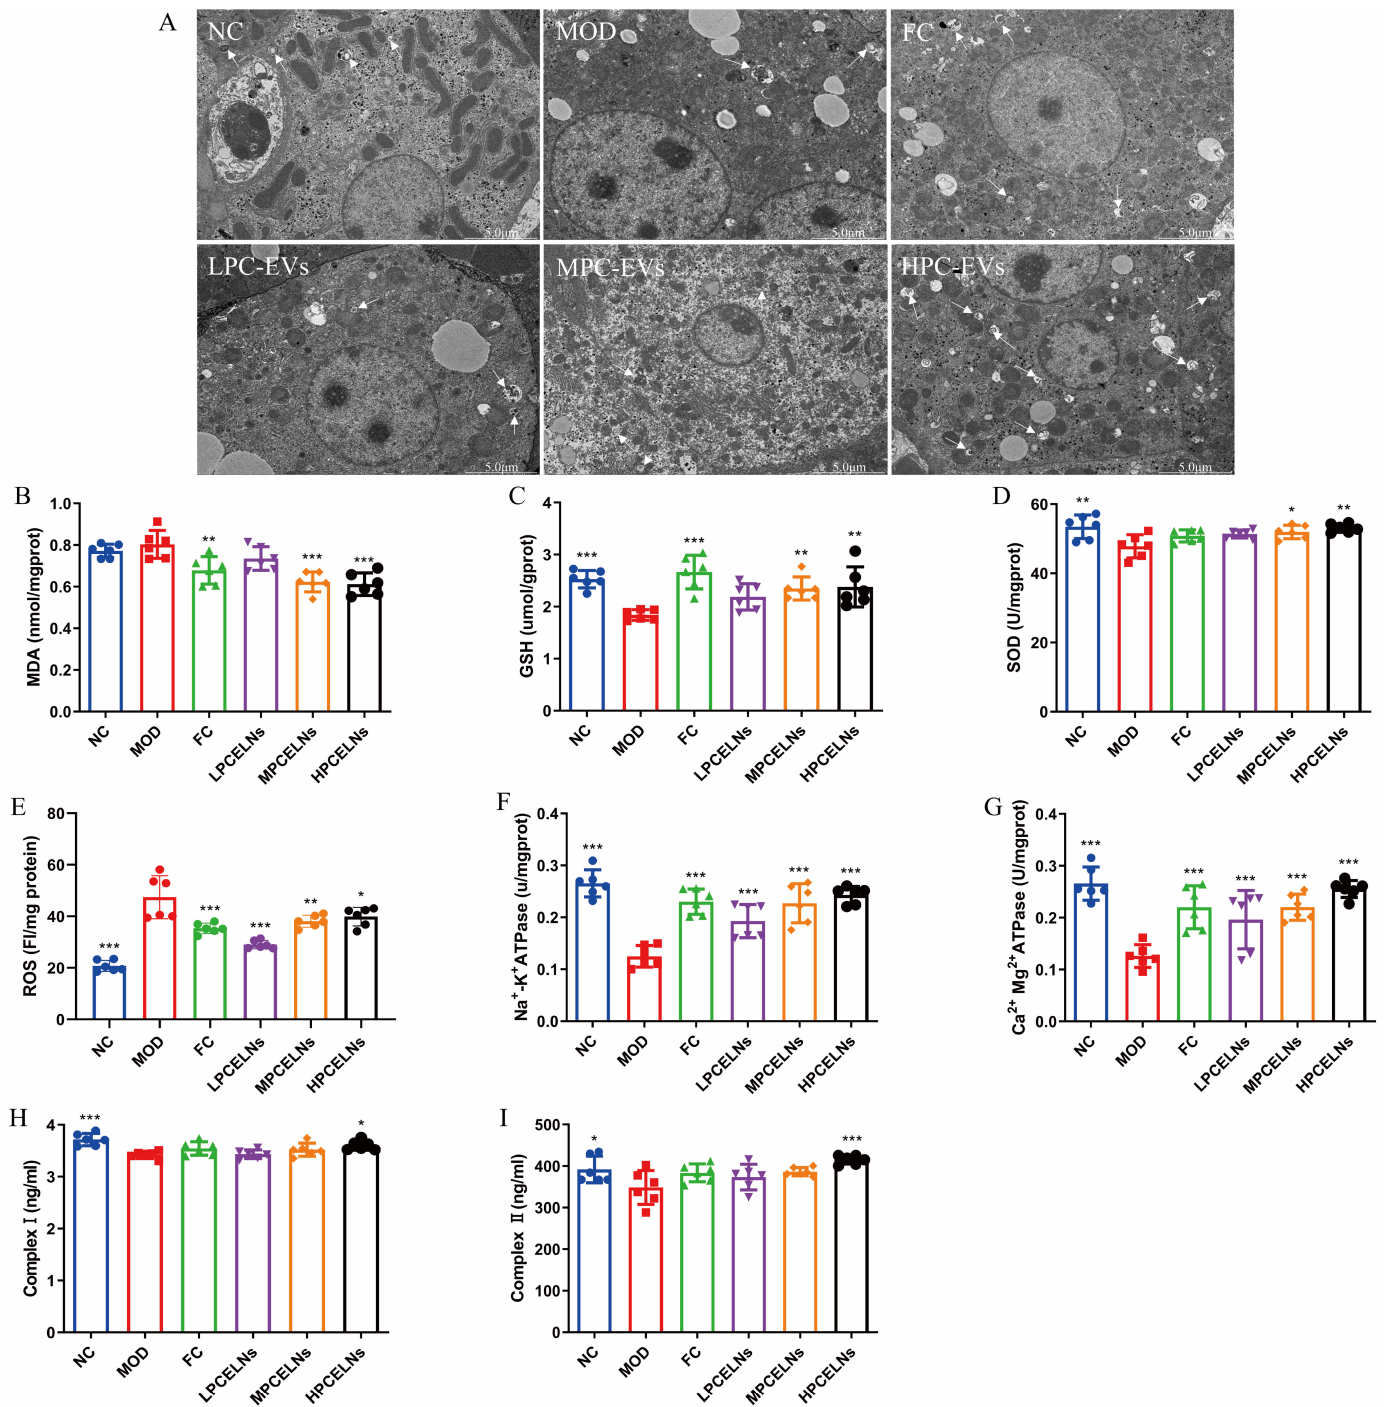 A
NC
MOD
FC
5.0μm
5.0μm
5.0μm
LPC-EVs
MPC-EVs
HPC-EVs
5.0μm
5.0μm
5.0μm
B
MDA (nmol/mgprot)
1.0
0.8
0.6
0.4
0.2
0.0
**
***
***
NC
MOD
FC
LPCELNs
MPCELNs
HPCELNs
C
GSH (umol/gprot)
4
3
2
1
0
***
***
**
**
NC
MOD
FC
LPCELNs
MPCELNs
HPCELNs
D
SOD (U/mgprot)
60
40
20
0
**
*
**
NC
MOD
FC
LPCELNs
MPCELNs
HPCELNs
E
ROS (FI/mg protein)
80
60
40
20
0
***
***
***
**
*
NC
MOD
FC
LPCELNs
MPCELNs
HPCELNs
F
Na⁺-K⁺ATPase (u/mgprot)
0.4
0.3
0.2
0.1
0.0
***
***
***
***
***
NC
MOD
FC
LPCELNs
MPCELNs
HPCELNs
G
Ca²⁺ Mg²⁺ATPase (U/mgprot)
0.4
0.3
0.2
0.1
0.0
***
***
***
***
***
NC
MOD
FC
LPCELNs
MPCELNs
HPCELNs
H
Complex Ⅰ (ng/ml)
4
3
2
1
0
***
*
NC
MOD
FC
LPCELNs
MPCELNs
HPCELNs
I
Complex Ⅱ (ng/ml)
500
400
300
200
100
0
*
***
NC
MOD
FC
LPCELNs
MPCELNs
HPCELNs